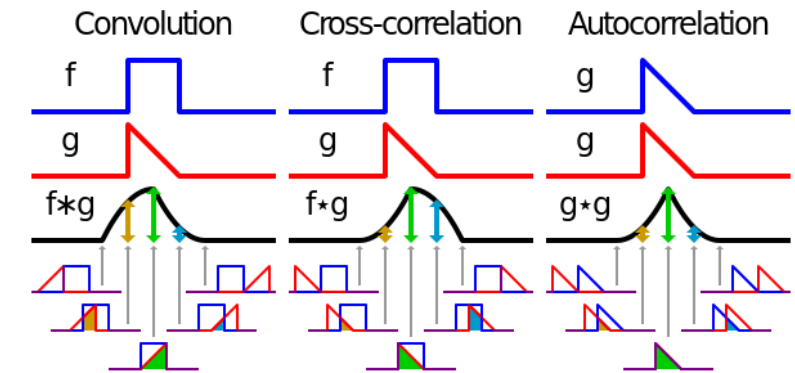 Convolution Cross-correlation Autocorrelation
f f g
g g g
f∗g f⋆g g⋆g